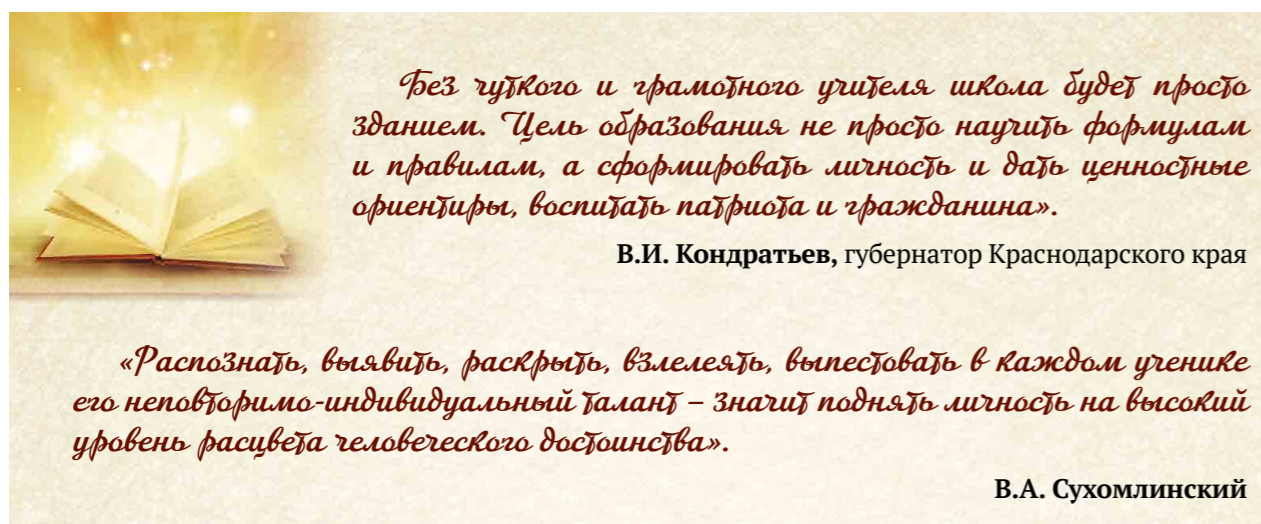 Без чуткого и грамотного учителя школа будет просто
зданием. Цель образования не просто научить формулам
и правилам, а сформировать личность и дать ценностные
ориентиры, воспитать патриота и гражданина».
В.И. Кондратьев, губернатор Краснодарского края
«Распознать, выявить, раскрыть, взлелеять, выпестовать в каждом ученике
его неповторимо-индивидуальный талант – значит поднять личность на высокий
уровень расцвета человеческого достоинства».
В.А. Сухомлинский